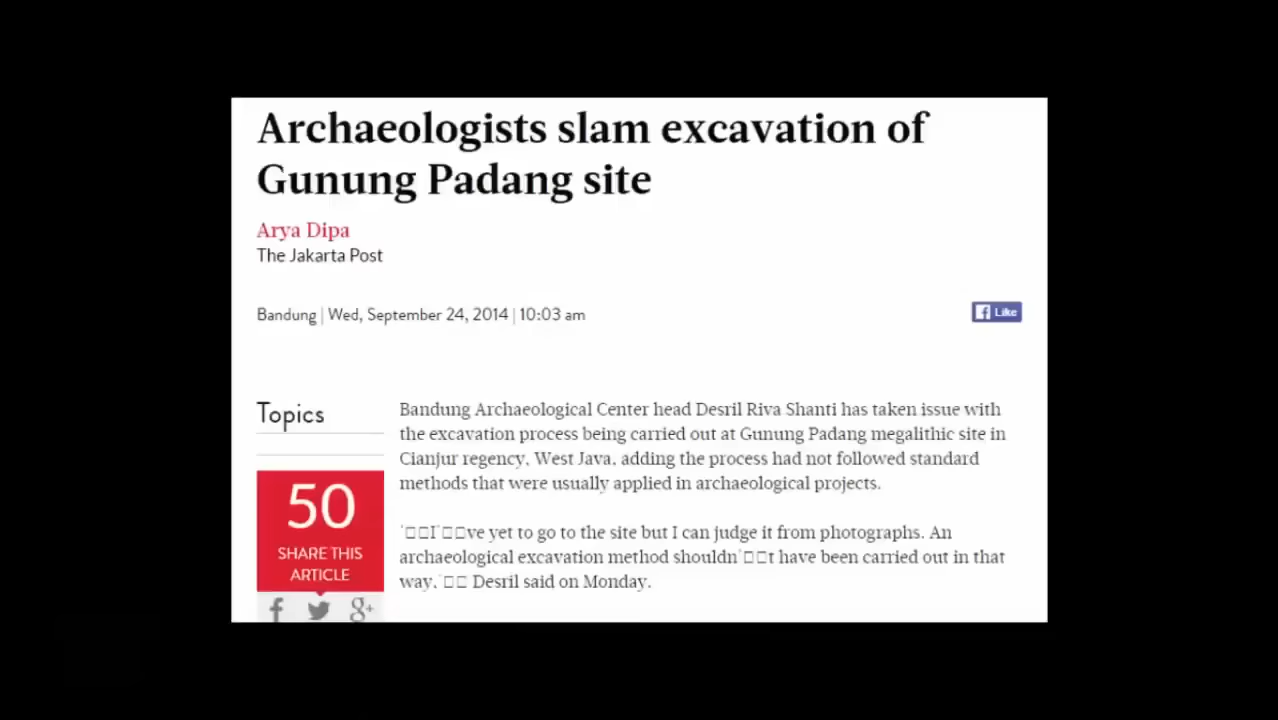 Archaeologists slam excavation of
Gunung Padang site
Arya Dipa
The Jakarta Post
Bandung | Wed, September 24, 2014 | 10:03 am
Like
Topics
Bandung Archaeological Center head Desril Riva Shanti has taken issue with
the excavation process being carried out at Gunung Padang megalithic site in
Cianjur regency, West Java, adding the process had not followed standard
methods that were usually applied in archaeological projects.
50
SHARE THIS
ARTICLE
'□□I'□□ve yet to go to the site but I can judge it from photographs. An
archaeological excavation method shouldn'□□t have been carried out in that
way,'□□ Desril said on Monday.